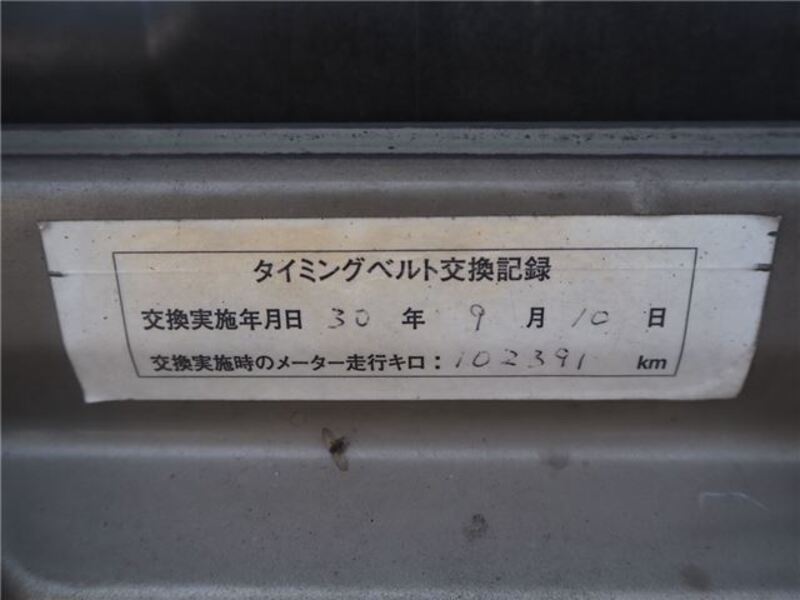 タイミングベルト交換記録
交換実施年月日 30 年 9 月 10 日
交換実施時のメーター走行キロ：102391 km